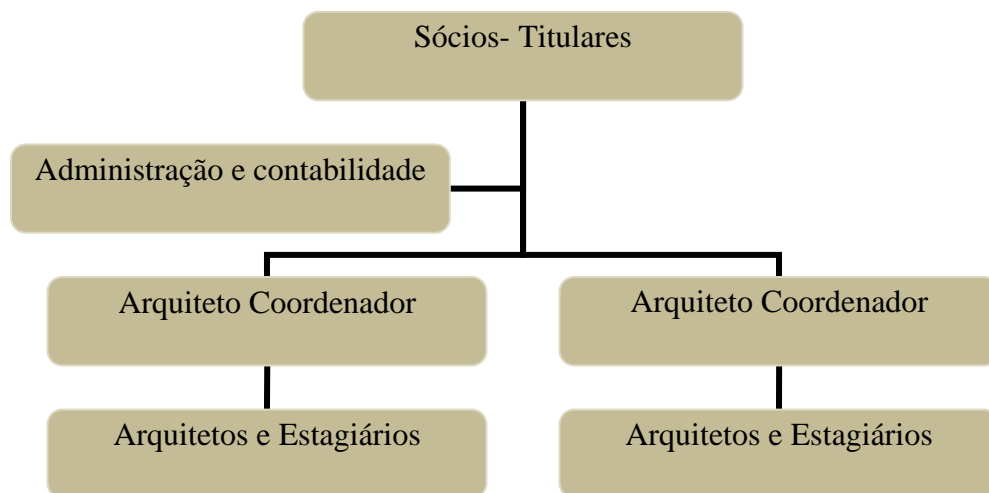 Sócios- Titulares
Administração e contabilidade
Arquiteto Coordenador
Arquiteto Coordenador
Arquitetos e Estagiários
Arquitetos e Estagiários